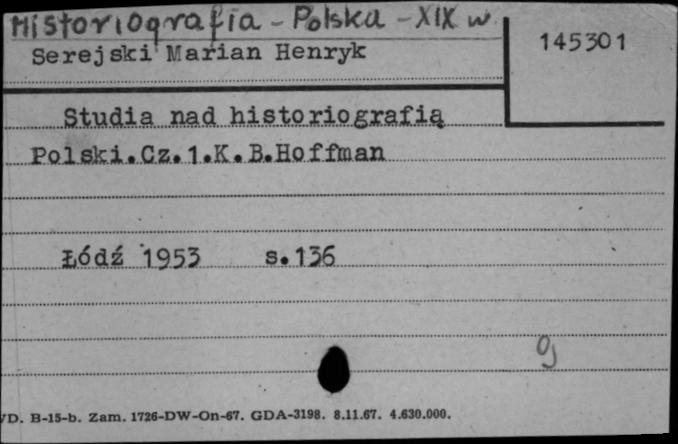 Historiografia - Polska - XIX w.
Serejski Marian Henryk
145301
Studia nad historiografią
Polski.Cz.1.K.B.Hoffman
Łódź 1953 s.136
VD. B-15-b. Zam. 1726-DW-On-67. GDA-3198. 8.11.67. 4.630.000.